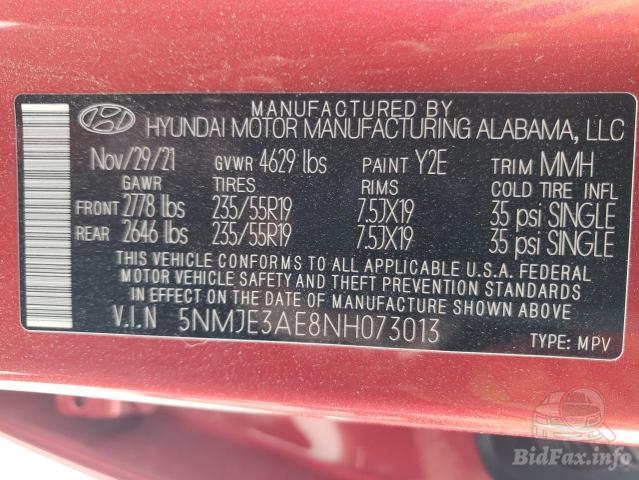 MANUFACTURED BY
HYUNDAI MOTOR MANUFACTURING ALABAMA, LLC
Nov/29/21 GVWR 4629 lbs PAINT Y2E TRIM MMH
GAWR TIRES RIMS COLD TIRE INFL
FRONT 2778 lbs 235/55R19 7.5JX19 35 psi SINGLE
REAR 2646 lbs 235/55R19 7.5JX19 35 psi SINGLE
THIS VEHICLE CONFORMS TO ALL APPLICABLE U.S.A. FEDERAL
MOTOR VEHICLE SAFETY AND THEFT PREVENTION STANDARDS
IN EFFECT ON THE DATE OF MANUFACTURE SHOWN ABOVE
V.I.N 5NMJE3AE8NH073013 TYPE: MPV
BidFax.info